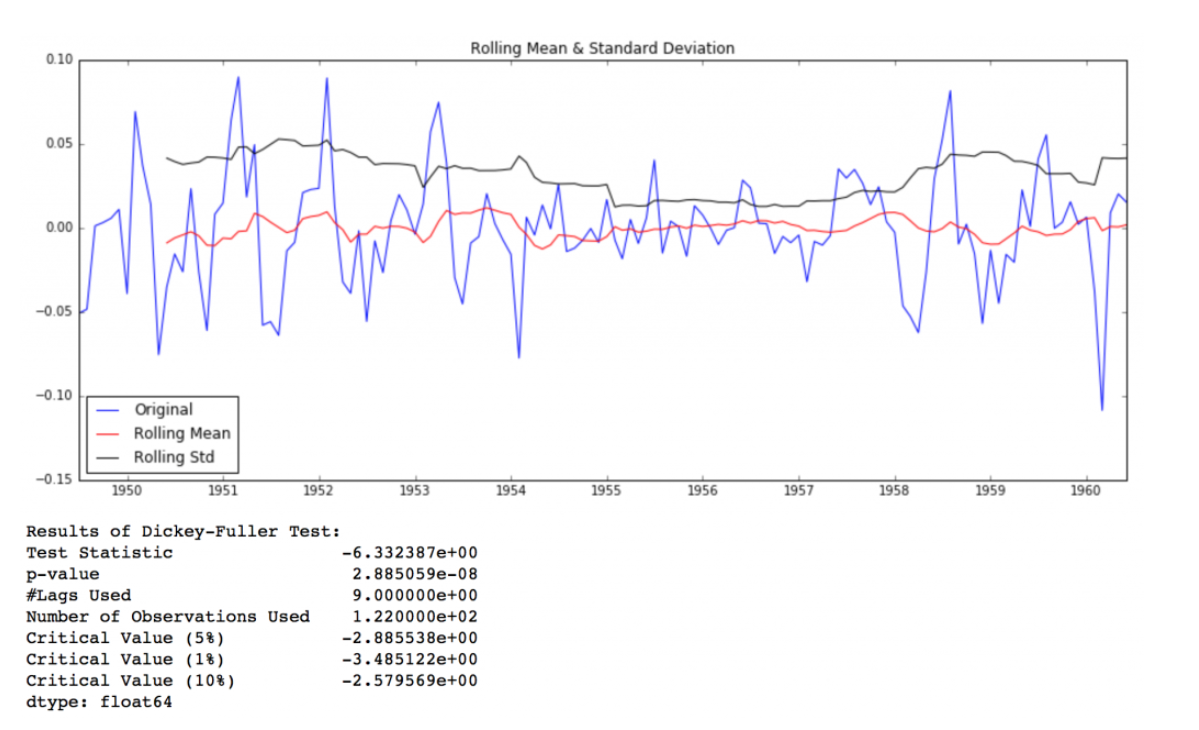 Rolling Mean & Standard Deviation
0.10
0.05
0.00
−0.05
−0.10
−0.15
Original
Rolling Mean
Rolling Std
1950 1951 1952 1953 1954 1955 1956 1957 1958 1959 1960
Results of Dickey-Fuller Test:
Test Statistic -6.332387e+00
p-value 2.885059e-08
#Lags Used 9.000000e+00
Number of Observations Used 1.220000e+02
Critical Value (5%) -2.885538e+00
Critical Value (1%) -3.485122e+00
Critical Value (10%) -2.579569e+00
dtype: float64